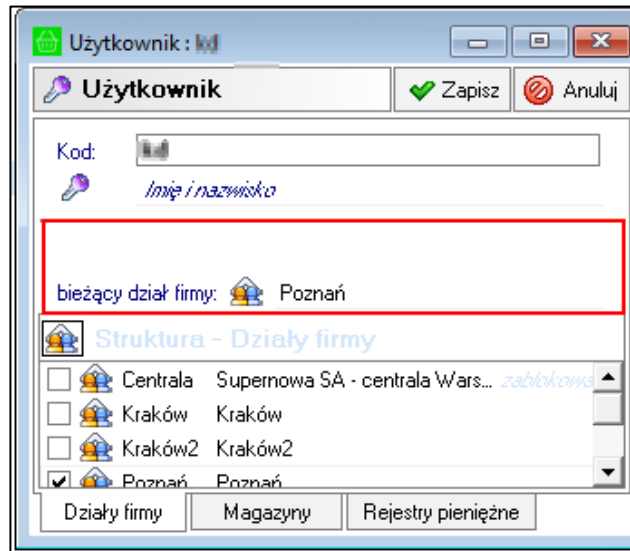 Użytkownik :
Użytkownik
Zapisz
Anuluj
Kod:
Imię i nazwisko
bieżący dział firmy: Poznań
Struktura - Działy firmy
Centrala Supernowa SA - centrala Wars... zablokowa
Kraków Kraków
Kraków2 Kraków2
Poznań Poznań
Działy firmy
Magazyny
Rejestry pieniężne